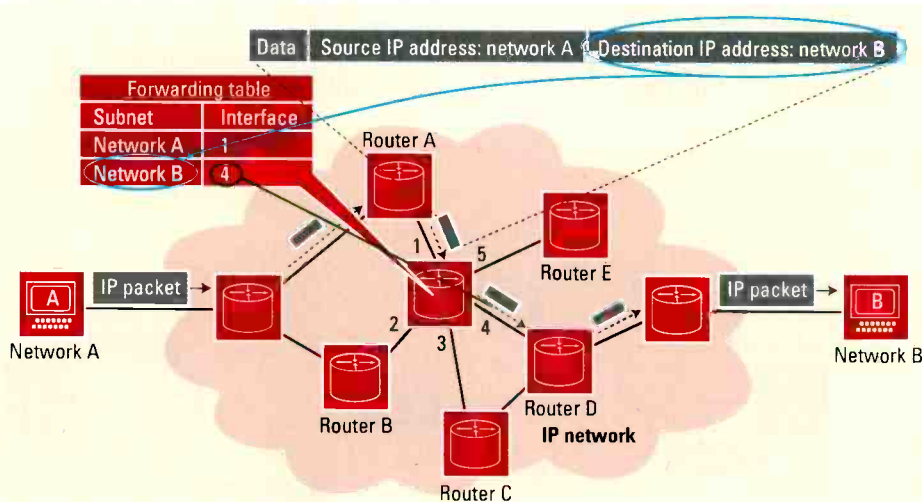 Data Source IP address: network A Destination IP address: network B
Forwarding table
Subnet Interface
Network A 1
Network B 4
Router A
1
5
Router E
A
IP packet
Network A
2
3
4
IP packet
B
Network B
Router B
Router D
IP network
Router C